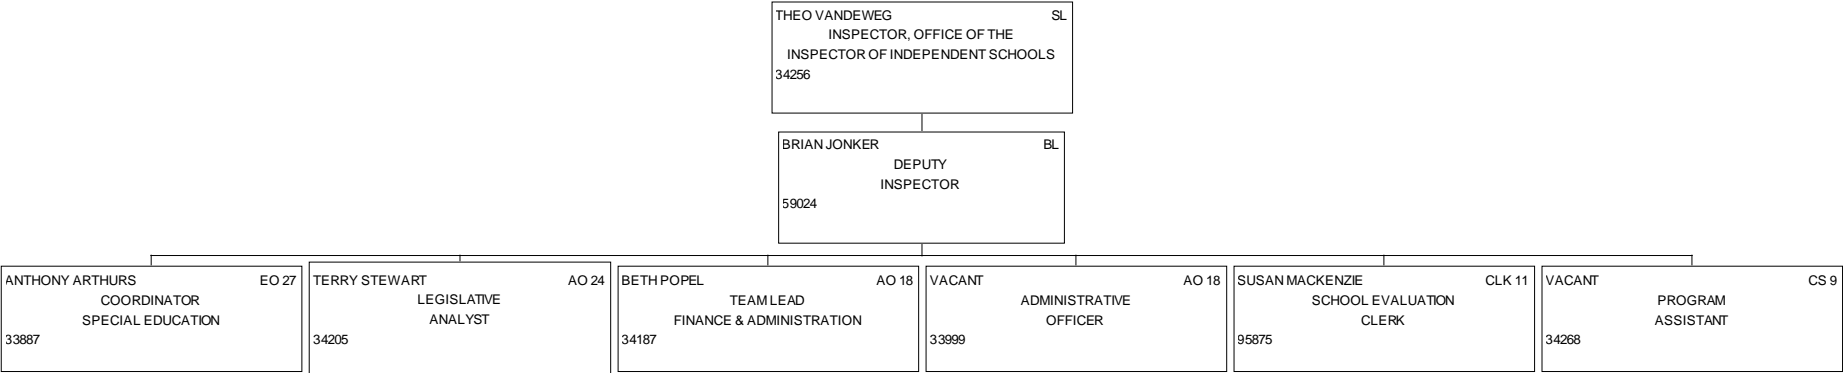 THEO VANDEWEG SL
INSPECTOR, OFFICE OF THE
INSPECTOR OF INDEPENDENT SCHOOLS
34256
BRIAN JONKER BL
DEPUTY
INSPECTOR
59024
ANTHONY ARTHURS EO 27
COORDINATOR
SPECIAL EDUCATION
33887
TERRY STEWART AO 24
LEGISLATIVE
ANALYST
34205
BETH POPEL AO 18
TEAM LEAD
FINANCE & ADMINISTRATION
34187
VACANT AO 18
ADMINISTRATIVE
OFFICER
33999
SUSAN MACKENZIE CLK 11
SCHOOL EVALUATION
CLERK
95875
VACANT CS 9
PROGRAM
ASSISTANT
34268